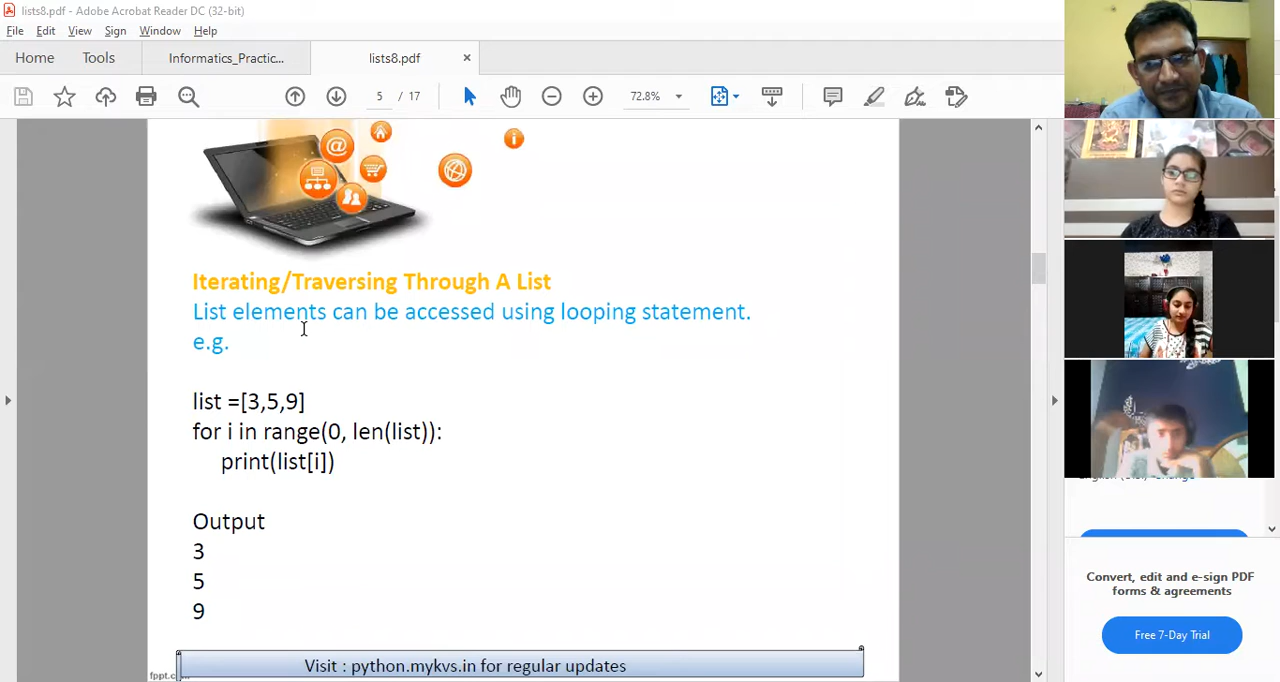 lists8.pdf - Adobe Acrobat Reader DC (32-bit)
File Edit View Sign Window Help
Home Tools Informatics_Practic... lists8.pdf ×
5 / 17 72.8%
Iterating/Traversing Through A List
List elements can be accessed using looping statement.
e.g.
list =[3,5,9]
for i in range(0, len(list)):
print(list[i])
Output
3
5
9
Visit : python.mykvs.in for regular updates
Convert, edit and e-sign PDF
forms & agreements
Free 7-Day Trial